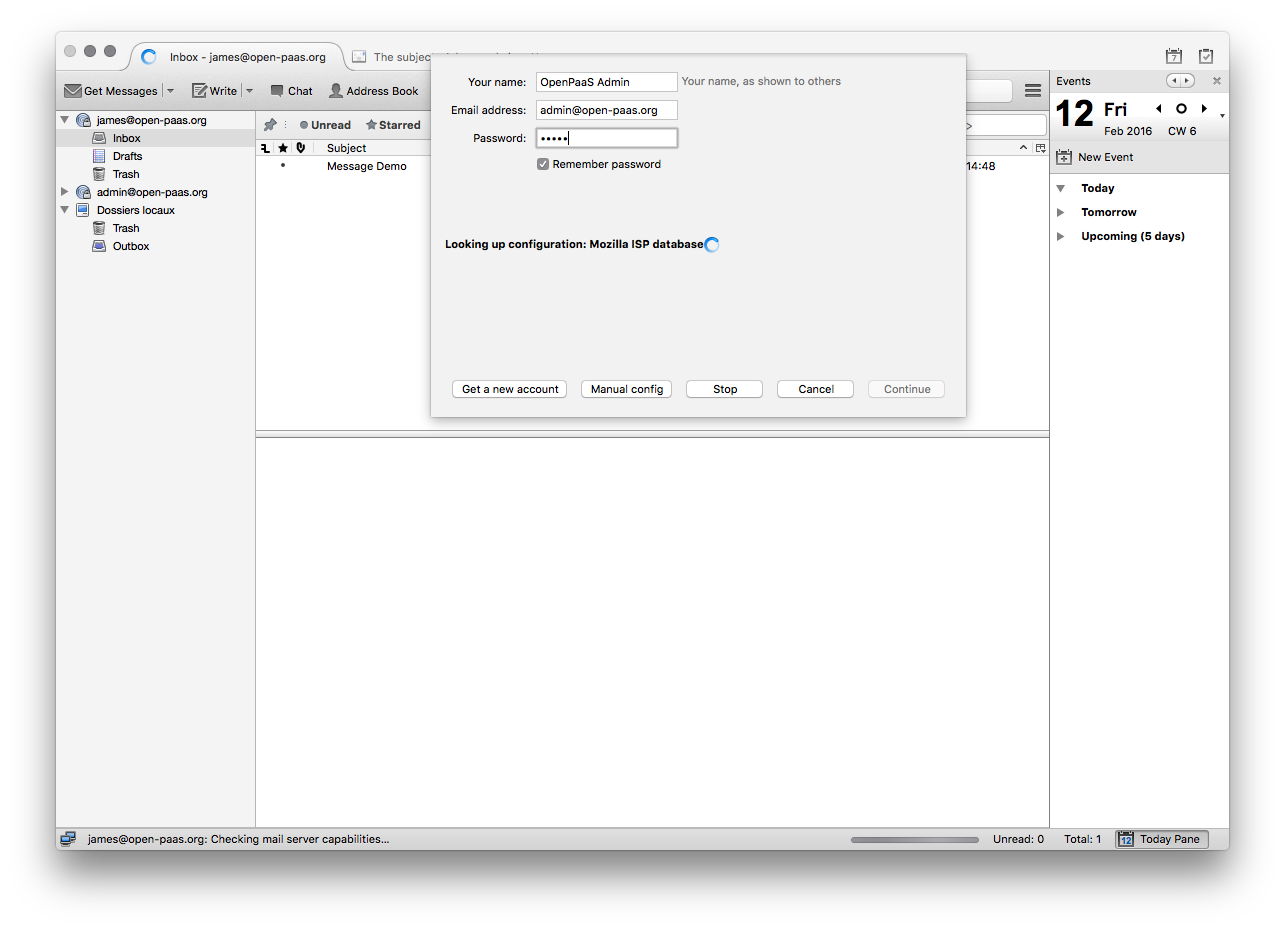 Inbox - james@open-paas.org
The subjec
7
Get Messages
Write
Chat
Address Book
james@open-paas.org
Inbox
Drafts
Trash
admin@open-paas.org
Dossiers locaux
Trash
Outbox
Unread
Starred
Subject
Message Demo
14:48
Your name: OpenPaaS Admin Your name, as shown to others
Email address: admin@open-paas.org
Password: •••••
Remember password
Looking up configuration: Mozilla ISP database
Get a new account
Manual config
Stop
Cancel
Continue
Events
12 Fri
Feb 2016 CW 6
New Event
Today
Tomorrow
Upcoming (5 days)
james@open-paas.org: Checking mail server capabilities...
Unread: 0
Total: 1
12 Today Pane